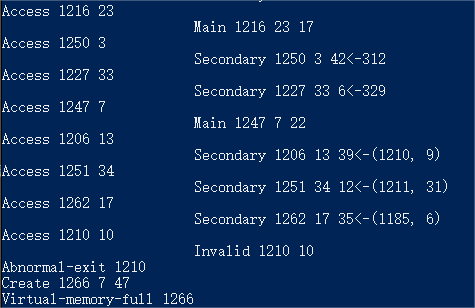 Access 1216 23
Main 1216 23 17
Access 1250 3
Secondary 1250 3 42<-312
Access 1227 33
Secondary 1227 33 6<-329
Access 1247 7
Main 1247 7 22
Access 1206 13
Secondary 1206 13 39<-(1210, 9)
Access 1251 34
Secondary 1251 34 12<-(1211, 31)
Access 1262 17
Secondary 1262 17 35<-(1185, 6)
Access 1210 10
Invalid 1210 10
Abnormal-exit 1210
Create 1266 7 47
Virtual-memory-full 1266